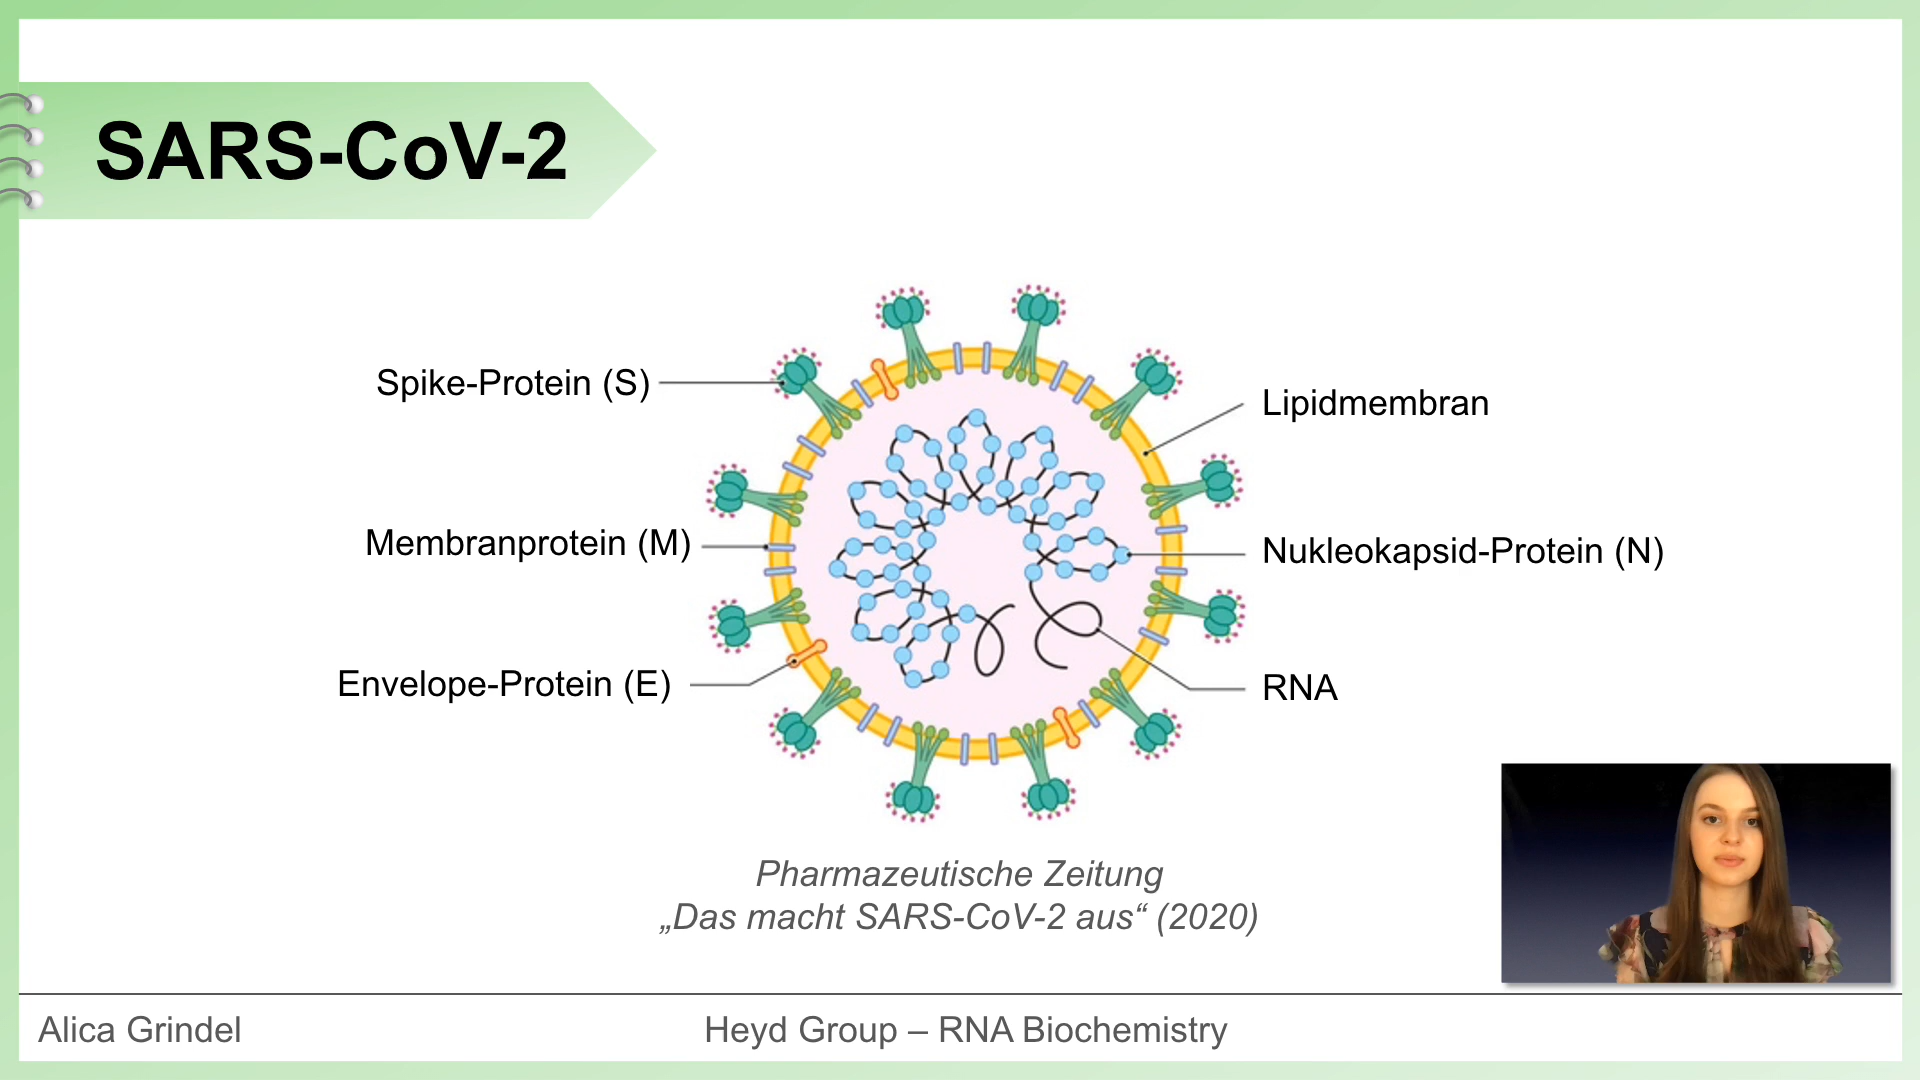 SARS-CoV-2
Spike-Protein (S)
Membranprotein (M)
Envelope-Protein (E)
Lipidmembran
Nukleokapsid-Protein (N)
RNA
Pharmazeutische Zeitung
„Das macht SARS-CoV-2 aus“ (2020)
Alica Grindel
Heyd Group – RNA Biochemistry